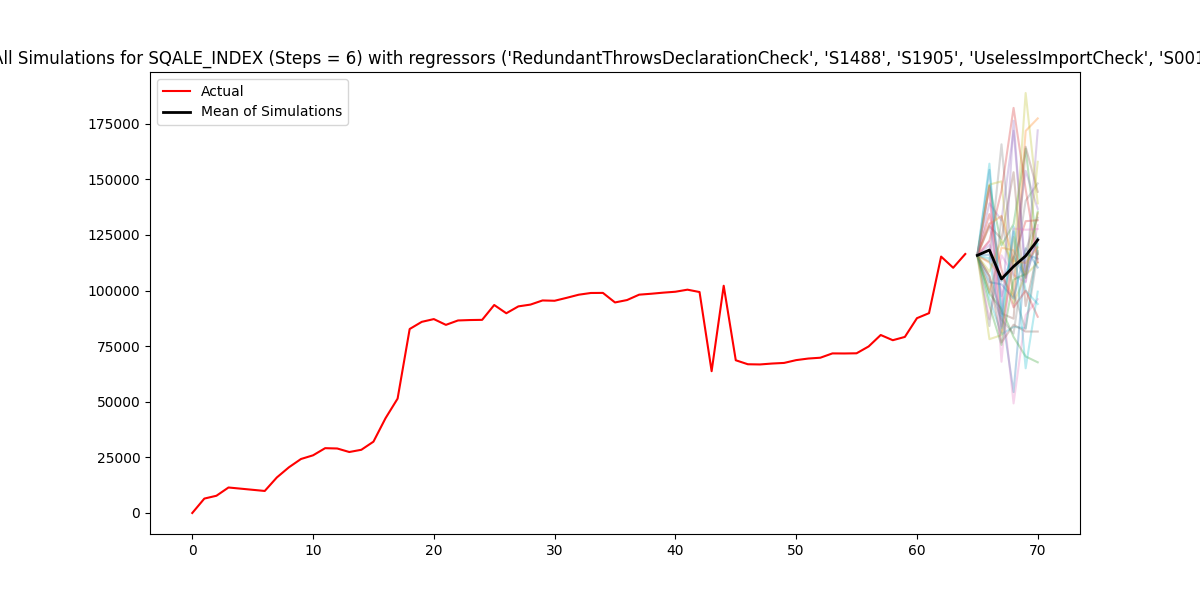 All Simulations for SQALE_INDEX (Steps = 6) with regressors ('RedundantThrowsDeclarationCheck', 'S1488', 'S1905', 'UselessImportCheck', 'S001
Actual
Mean of Simulations
175000
150000
125000
100000
75000
50000
25000
0
0 10 20 30 40 50 60 70